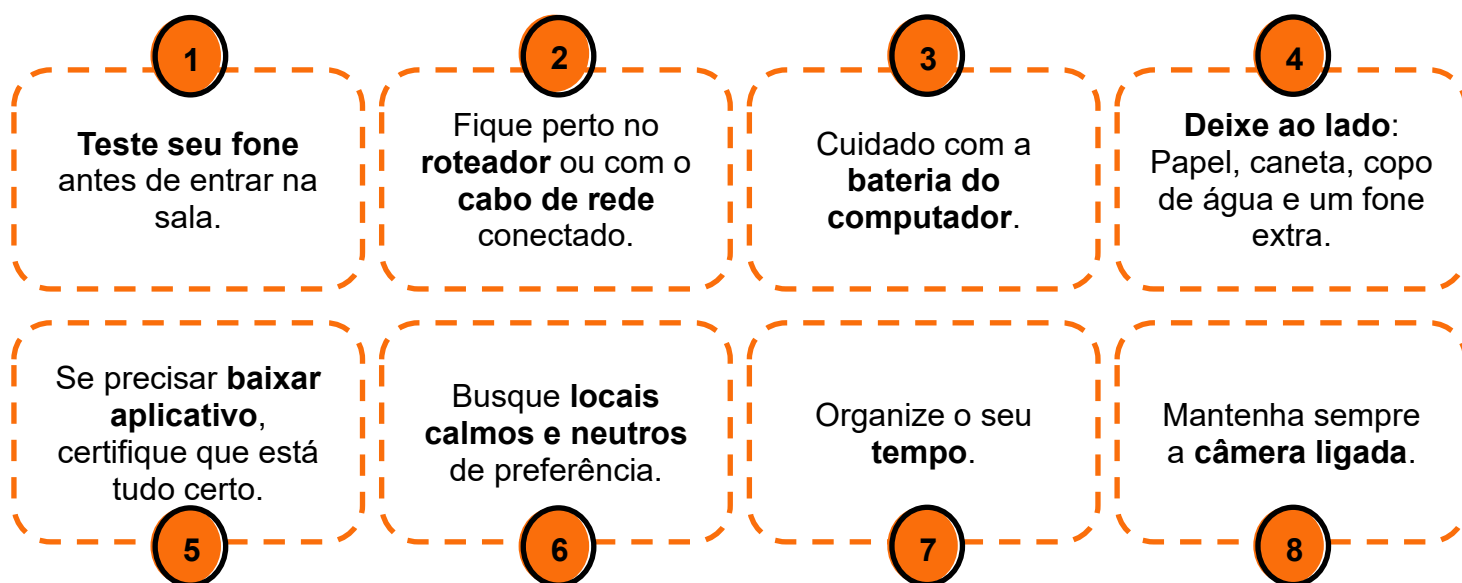 1
Teste seu fone
antes de entrar na
sala.
2
Fique perto no
roteador ou com o
cabo de rede
conectado.
3
Cuidado com a
bateria do
computador.
4
Deixe ao lado:
Papel, caneta, copo
de água e um fone
extra.
Se precisar baixar
aplicativo,
certifique que está
tudo certo.
5
Busque locais
calmos e neutros
de preferência.
6
Organize o seu
tempo.
7
Mantenha sempre
a câmera ligada.
8